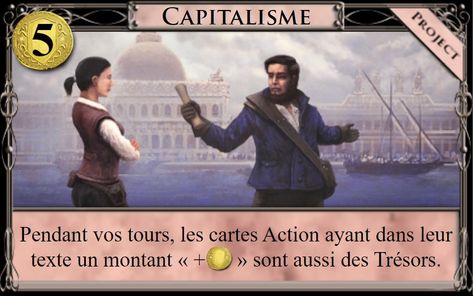 CAPITALISME
5
PROJECT
Pendant vos tours, les cartes Action ayant dans leur
texte un montant « + » sont aussi des Trésors.